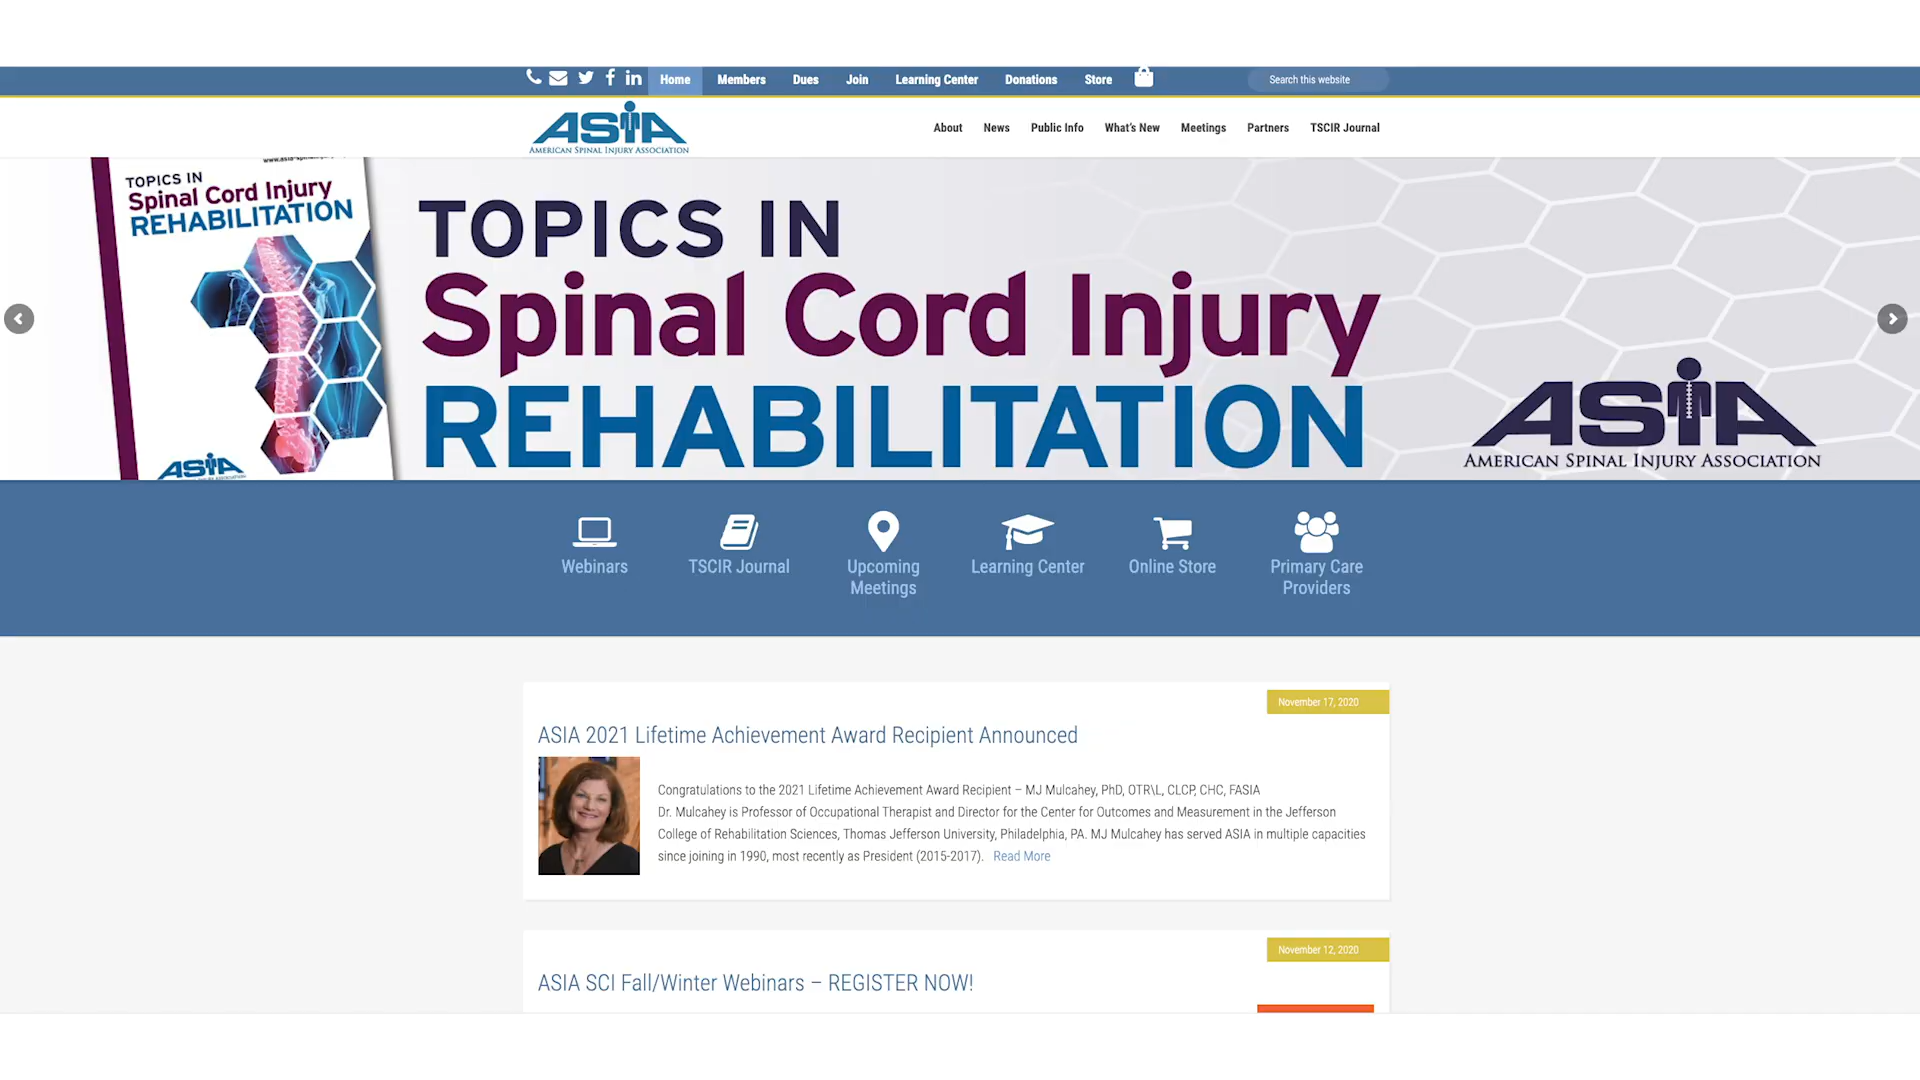 Home Members Dues Join Learning Center Donations Store Search this website
ASIA
AMERICAN SPINAL INJURY ASSOCIATION
About News Public Info What's New Meetings Partners TSCIR Journal
TOPICS IN
Spinal Cord Injury
REHABILITATION
ASIA
TOPICS IN
Spinal Cord Injury
REHABILITATION
ASIA
AMERICAN SPINAL INJURY ASSOCIATION
Webinars
TSCIR Journal
Upcoming
Meetings
Learning Center
Online Store
Primary Care
Providers
November 17, 2020
ASIA 2021 Lifetime Achievement Award Recipient Announced
Congratulations to the 2021 Lifetime Achievement Award Recipient – MJ Mulcahey, PhD, OTR\L, CLCP, CHC, FASIA
Dr. Mulcahey is Professor of Occupational Therapist and Director for the Center for Outcomes and Measurement in the Jefferson
College of Rehabilitation Sciences, Thomas Jefferson University, Philadelphia, PA. MJ Mulcahey has served ASIA in multiple capacities
since joining in 1990, most recently as President (2015-2017). Read More
November 12, 2020
ASIA SCI Fall/Winter Webinars – REGISTER NOW!